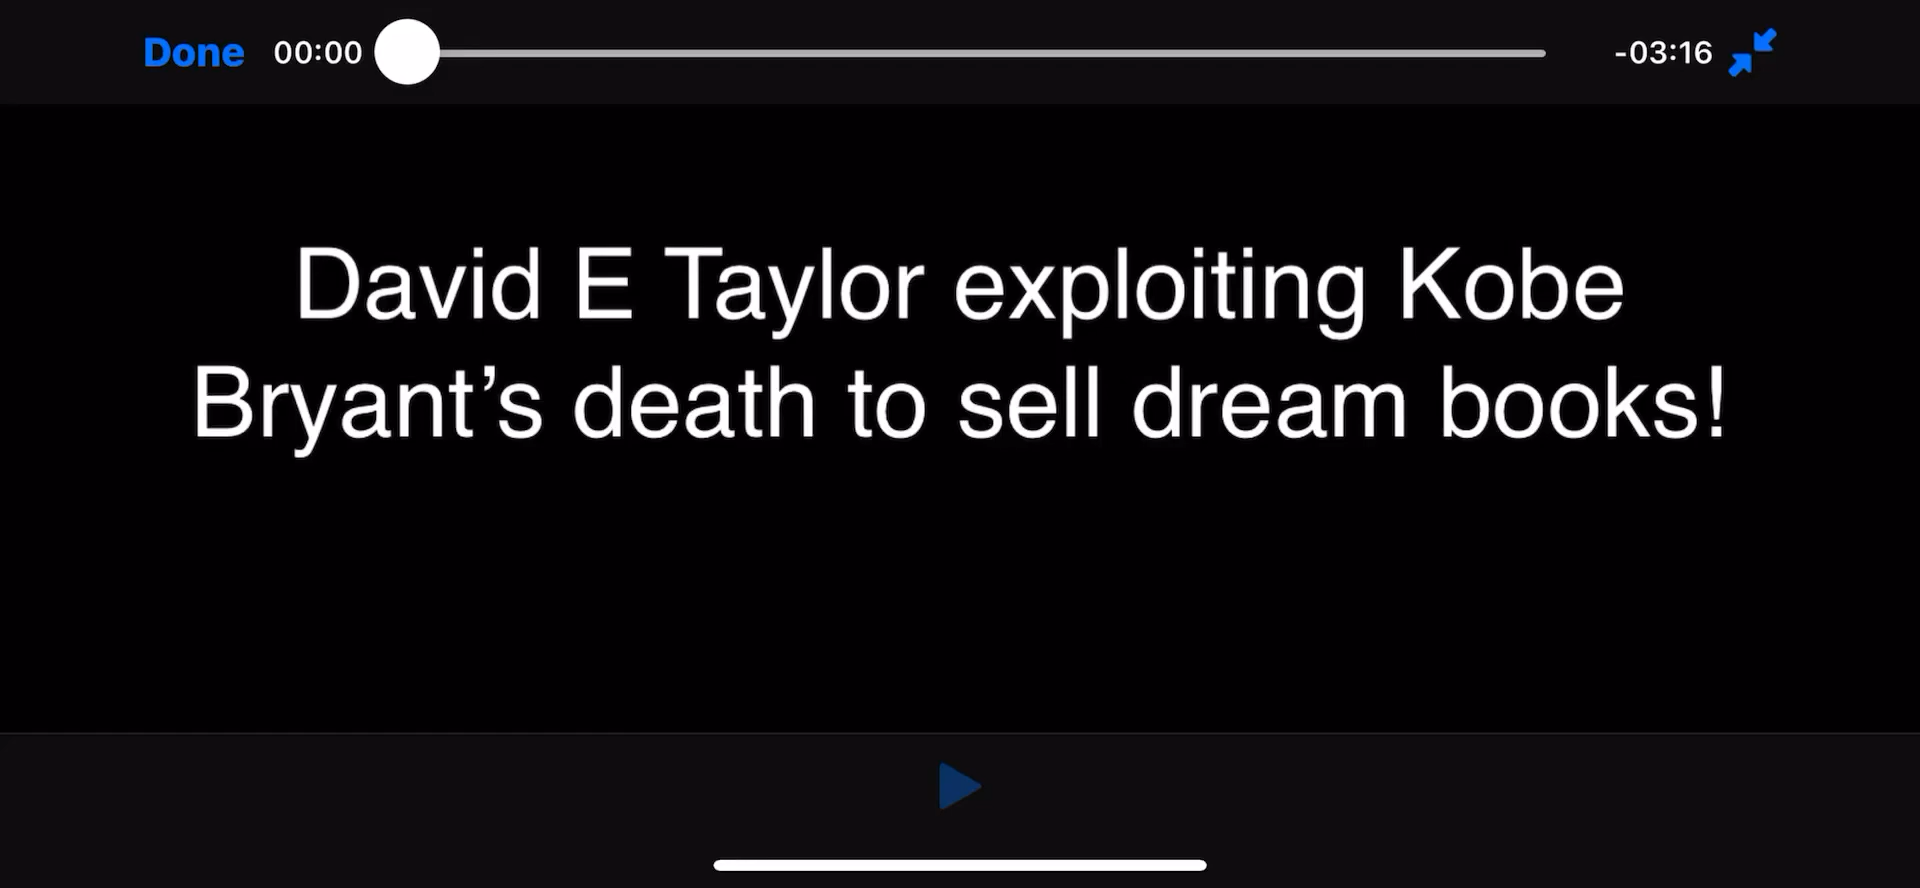 Done 00:00 -03:16
David E Taylor exploiting Kobe
Bryant’s death to sell dream books!